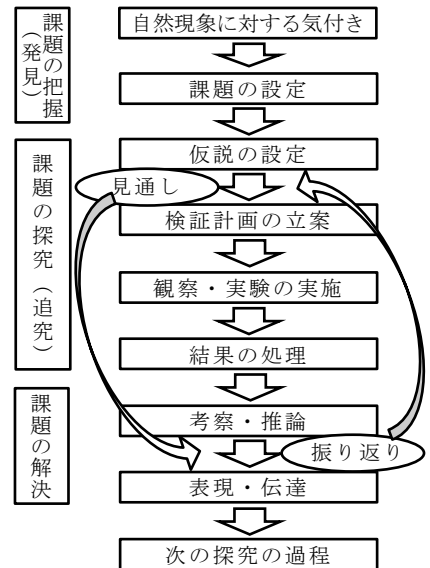 課題の把握
（発見）
自然現象に対する気付き
課題の設定
課題の探究（追究）
仮説の設定
見通し
検証計画の立案
観察・実験の実施
結果の処理
課題の解決
考察・推論
振り返り
表現・伝達
次の探究の過程